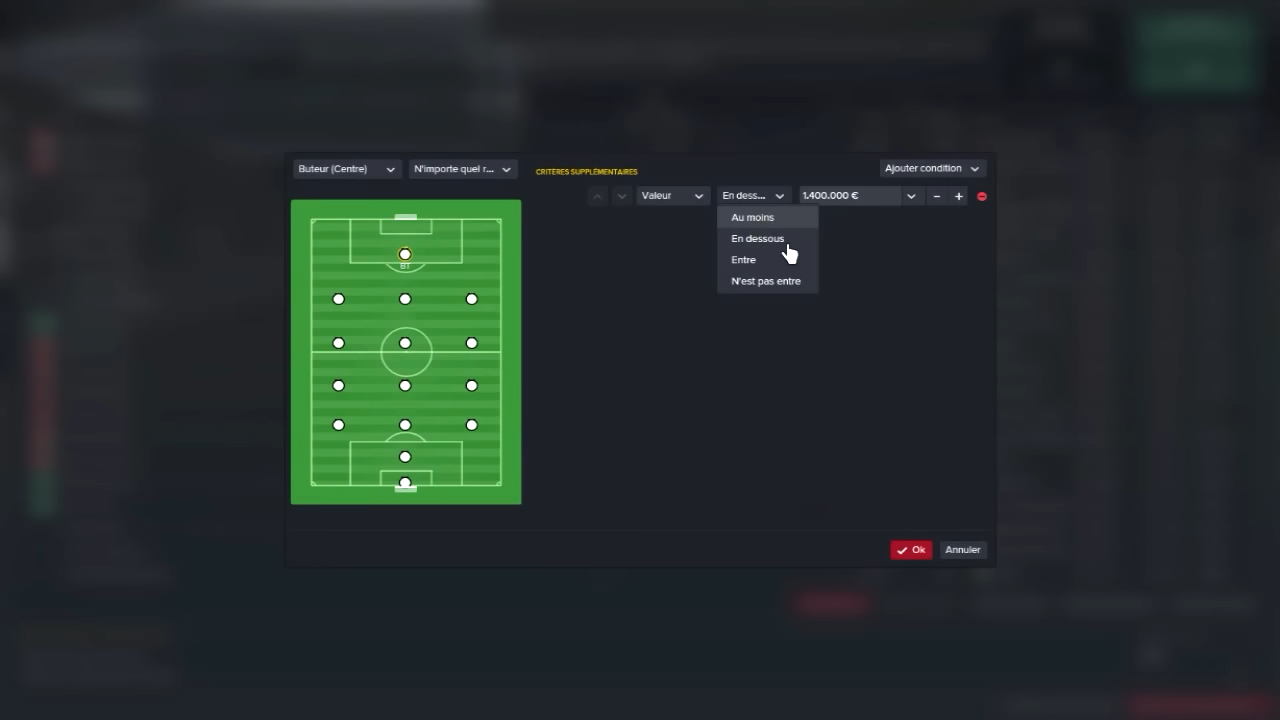 Buteur (Centre) N'importe quel r... CRITÈRES SUPPLÉMENTAIRES Ajouter condition
Valeur En dess... 1.400.000 €
Au moins
En dessous
Entre
N'est pas entre
BT
Ok Annuler